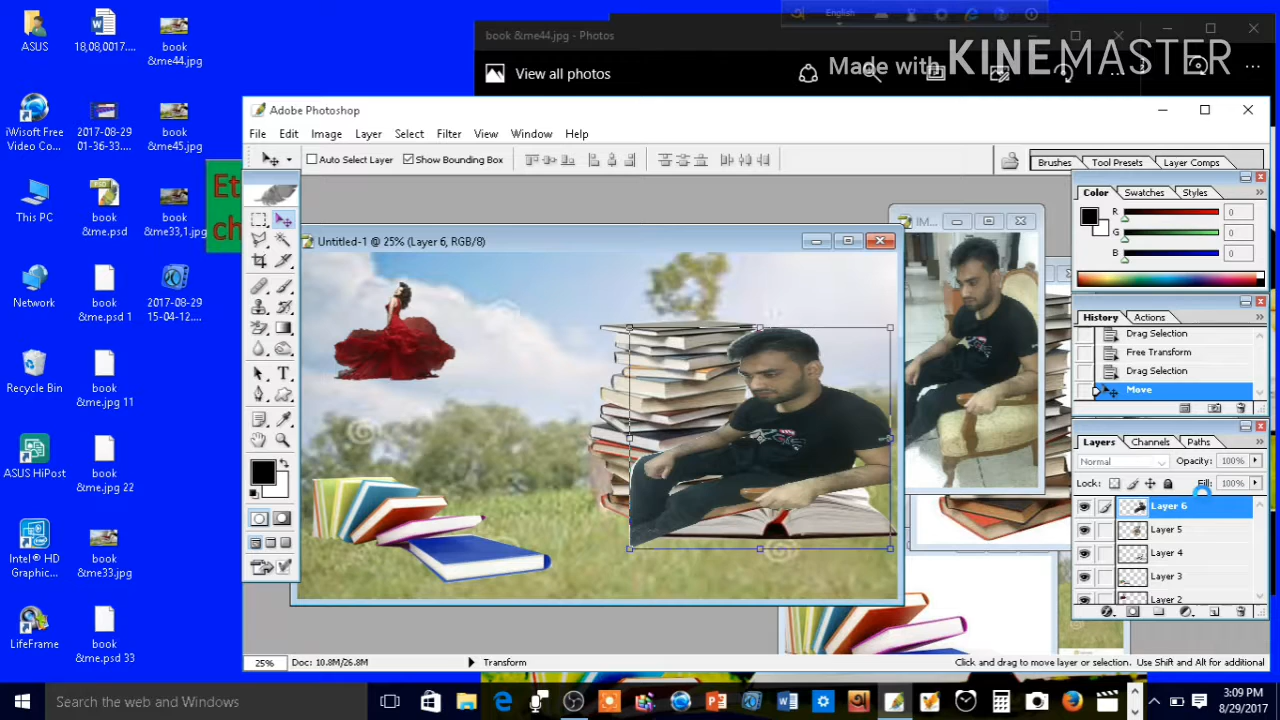 English
book &me44.jpg - Photos
View all photos
Made with KINEMASTER
ASUS
18,08,0017....
book
&me44.jpg
iWisoft Free
Video Co...
2017-08-29
01-36-33....
book
&me45.jpg
This PC
book
&me.psd
book
&me33,1.jpg
Network
book
&me.psd 1
2017-08-29
15-04-12...
Recycle Bin
book
&me.jpg 11
ASUS HiPost
book
&me.jpg 22
Intel® HD
Graphic...
book
&me33.jpg
LifeFrame
book
&me.psd 33
Et
ch
Adobe Photoshop
File Edit Image Layer Select Filter View Window Help
Auto Select Layer Show Bounding Box
Brushes Tool Presets Layer Comps
Untitled-1 @ 25% (Layer 6, RGB/8)
IM...
Color Swatches Styles
R 0
G 0
B 0
History Actions
Drag Selection
Free Transform
Drag Selection
Move
Layers Channels Paths
Normal Opacity: 100%
Lock: Fill: 100%
Layer 6
Layer 5
Layer 4
Layer 3
Layer 2
25% Doc: 10.8M/26.8M Transform Click and drag to move layer or selection. Use Shift and Alt for additional
Search the web and Windows
3:09 PM
8/29/2017